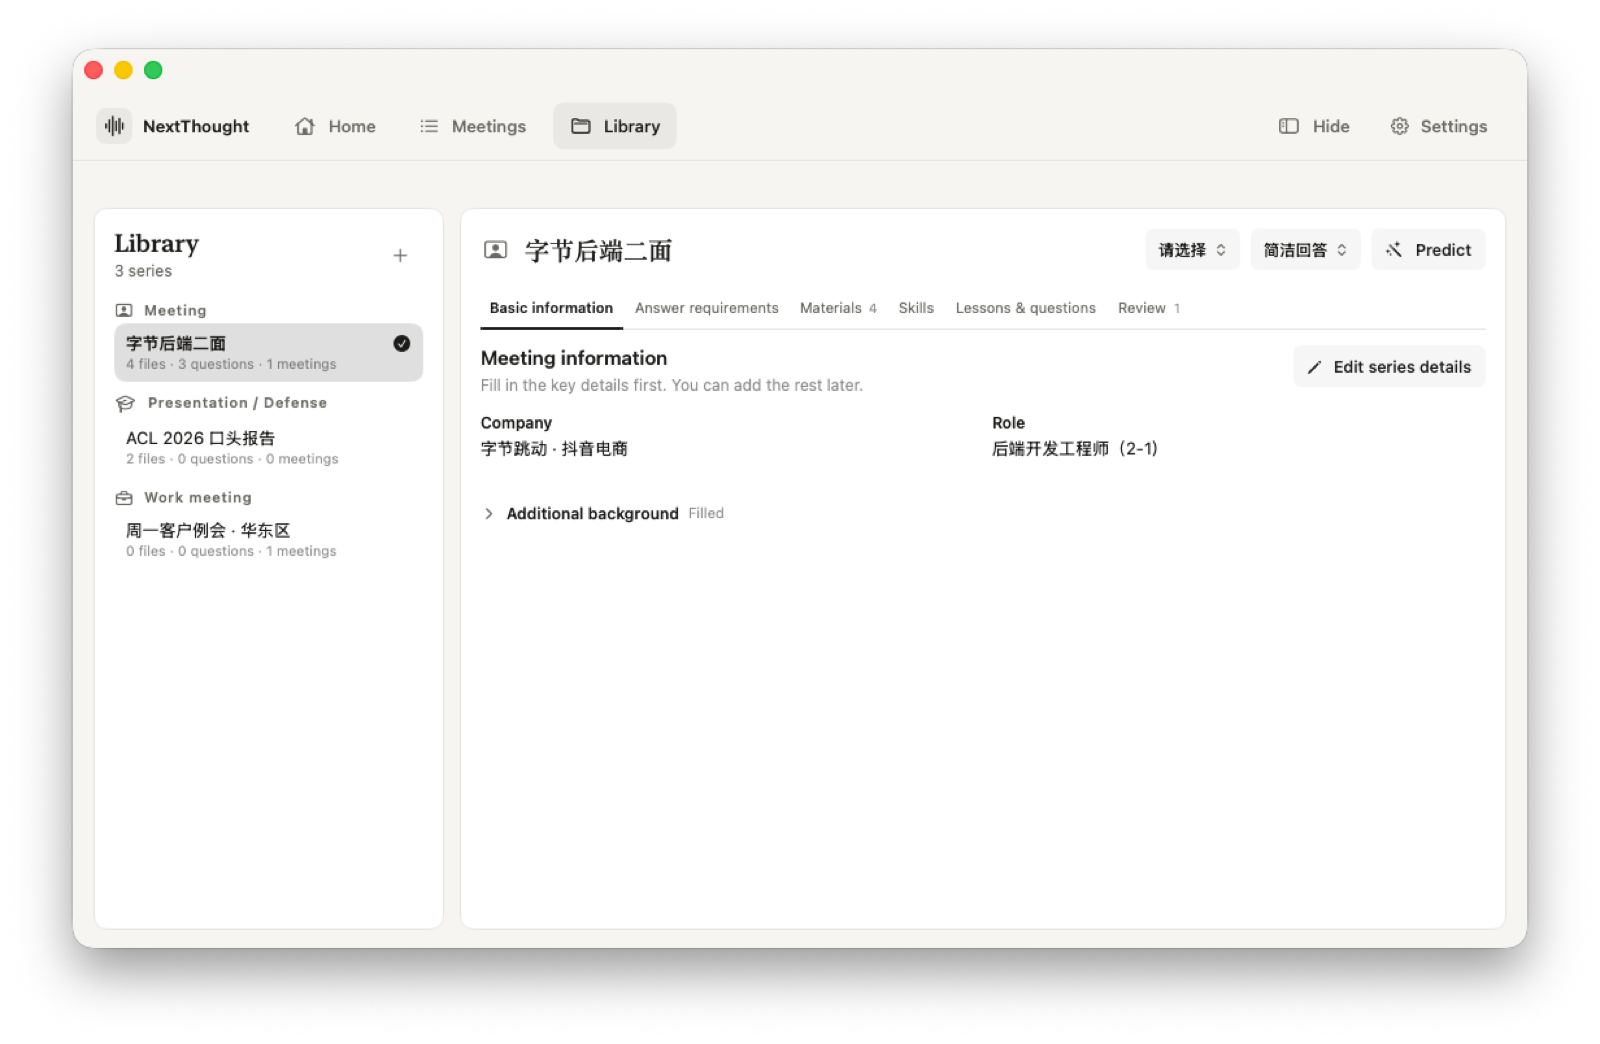 NextThought
Home
Meetings
Library
Hide
Settings
Library
3 series
Meeting
字节后端二面
4 files · 3 questions · 1 meetings
Presentation / Defense
ACL 2026 口头报告
2 files · 0 questions · 0 meetings
Work meeting
周一客户例会 · 华东区
0 files · 0 questions · 1 meetings
字节后端二面
请选择
简洁回答
Predict
Basic information
Answer requirements
Materials 4
Skills
Lessons & questions
Review 1
Meeting information
Fill in the key details first. You can add the rest later.
Edit series details
Company
字节跳动 · 抖音电商
Role
后端开发工程师（2-1）
Additional background Filled